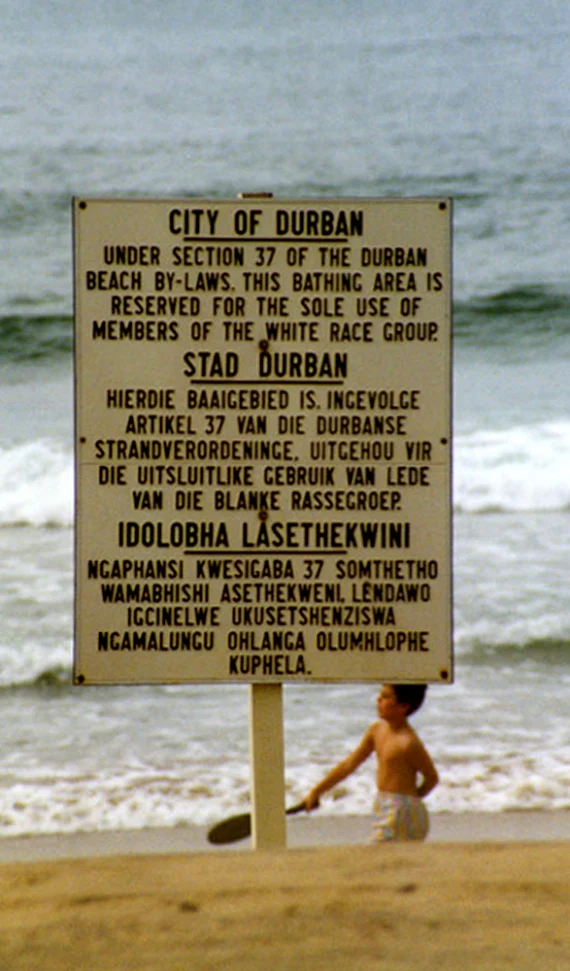 CITY OF DURBAN
UNDER SECTION 37 OF THE DURBAN
BEACH BY-LAWS. THIS BATHING AREA IS
RESERVED FOR THE SOLE USE OF
MEMBERS OF THE WHITE RACE GROUP.
STAD DURBAN
HIERDIE BAAIGEBIED IS. INGEVOLGE
ARTIKEL 37 VAN DIE DURBANSE
STRANDVERORDENINGE, UITGEHOU VIR
DIE UITSLUITLIKE GEBRUIK VAN LEDE
VAN DIE BLANKE RASSEGROEP.
IDOLOBHA LASETHEKWINI
NGAPHANSI KWESIGABA 37 SOMTHETHO
WAMABHISHI ASETHEKWENI, LENDAWO
IGCINELWE UKUSETSHENZISWA
NGAMALUNGU OHLANGA OLUMHLOPHE
KUPHELA.